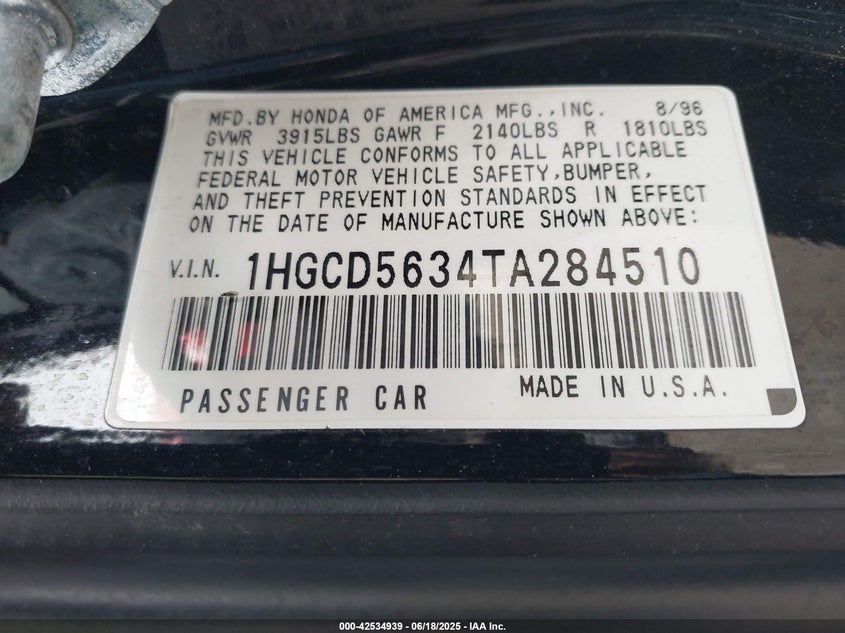 MFD.BY HONDA OF AMERICA MFG.,INC. 8/96
GVWR 3915LBS GAWR F 2140LBS R 1810LBS
THIS VEHICLE CONFORMS TO ALL APPLICABLE
FEDERAL MOTOR VEHICLE SAFETY,BUMPER,
AND THEFT PREVENTION STANDARDS IN EFFECT
ON THE DATE OF MANUFACTURE SHOWN ABOVE:
V.I.N. 1HGCD5634TA284510
PASSENGER CAR MADE IN U.S.A.
000-42534939 - 06/18/2025 - IAA Inc.